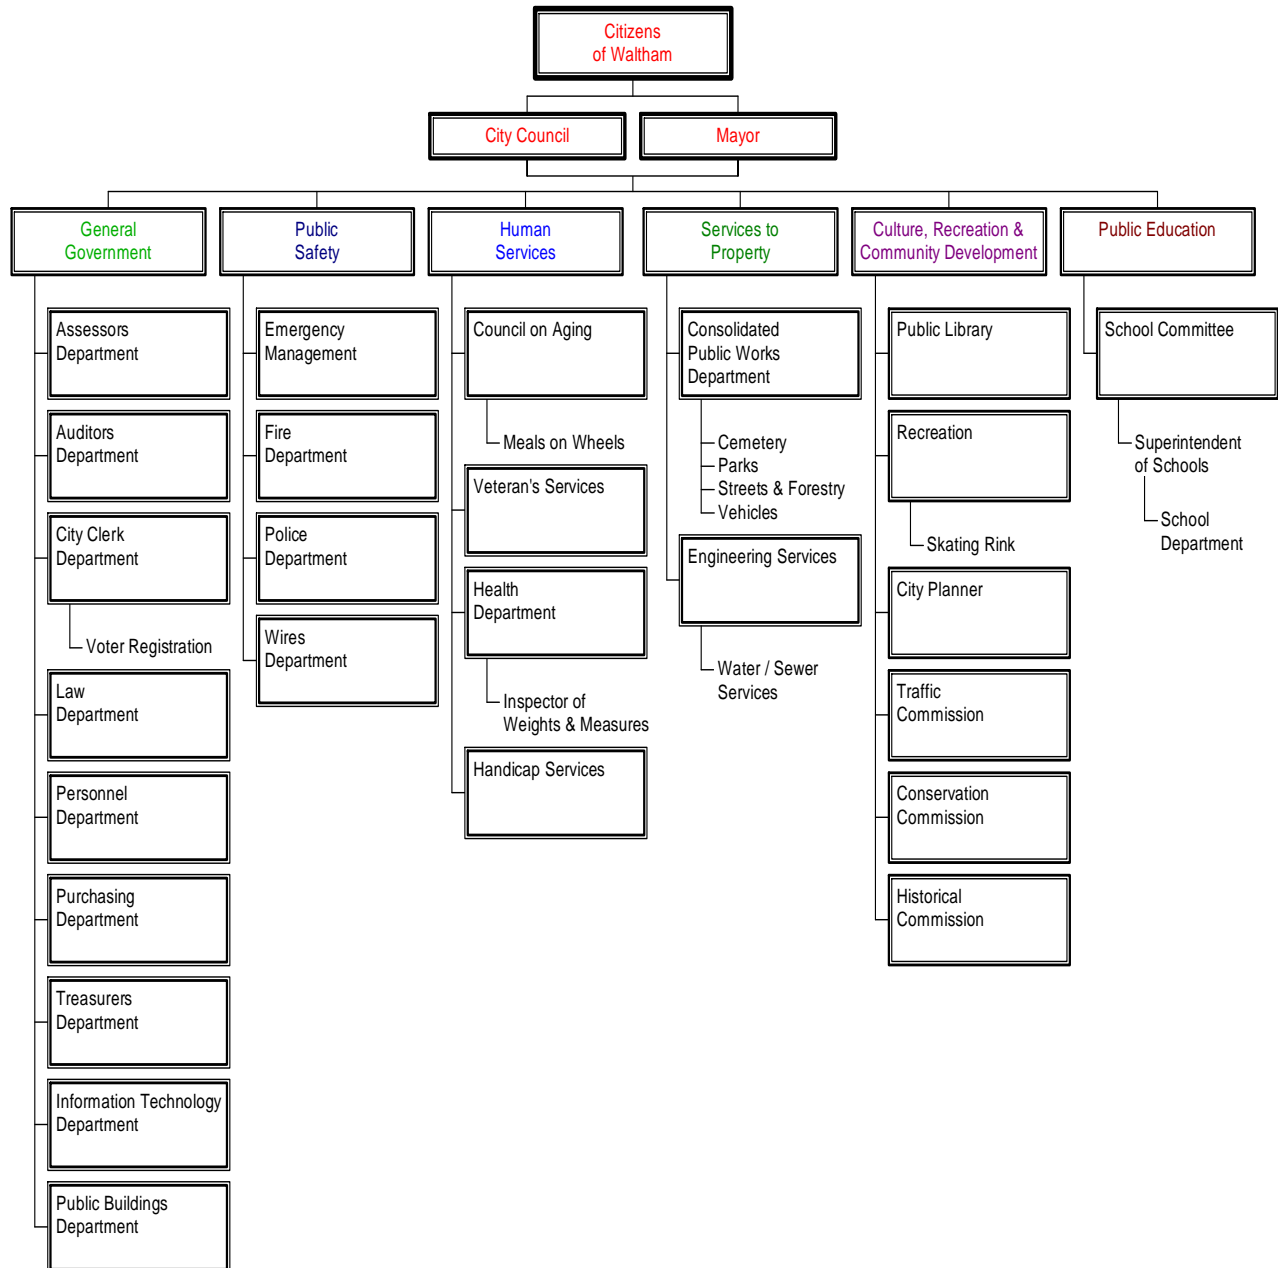 Citizens
of Waltham
City Council
Mayor
General
Government
Public
Safety
Human
Services
Services to
Property
Culture, Recreation &
Community Development
Public Education
Assessors
Department
Auditors
Department
City Clerk
Department
Voter Registration
Law
Department
Personnel
Department
Purchasing
Department
Treasurers
Department
Information Technology
Department
Public Buildings
Department
Emergency
Management
Fire
Department
Police
Department
Wires
Department
Council on Aging
Meals on Wheels
Veteran's Services
Health
Department
Inspector of
Weights & Measures
Handicap Services
Consolidated
Public Works
Department
Cemetery
Parks
Streets & Forestry
Vehicles
Engineering Services
Water / Sewer
Services
Public Library
Recreation
Skating Rink
City Planner
Traffic
Commission
Conservation
Commission
Historical
Commission
School Committee
Superintendent
of Schools
School
Department